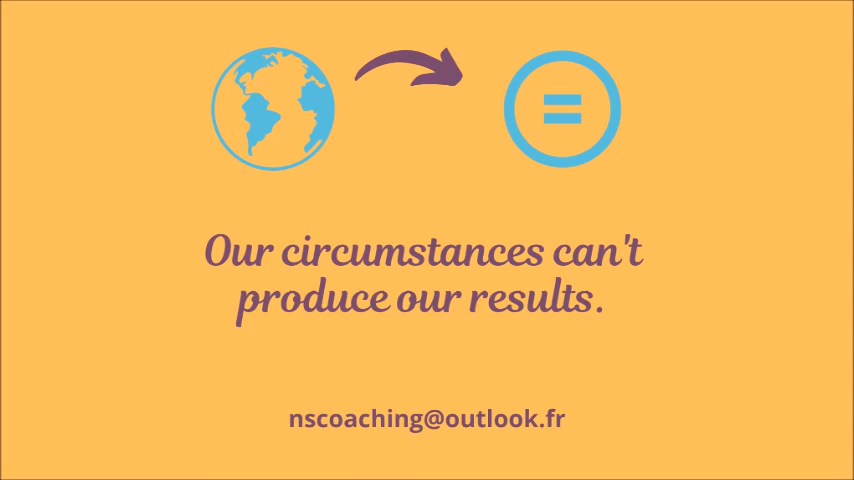 Our circumstances can't
produce our results.
nscoaching@outlook.fr